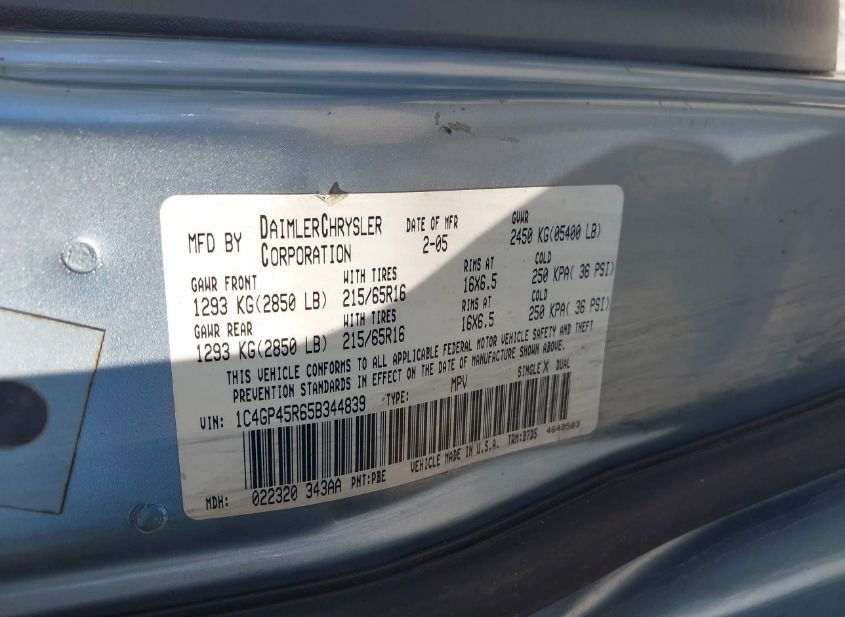 MFD BY DAIMLERCHRYSLER CORPORATION DATE OF MFR 2-05 GVWR 2450 KG(05400 LB)
GAWR FRONT WITH TIRES RIMS AT COLD
1293 KG(2850 LB) 215/65R16 16X6.5 250 KPA( 36 PSI)
GAWR REAR WITH TIRES RIMS AT COLD
1293 KG(2850 LB) 215/65R16 16X6.5 250 KPA( 36 PSI)
THIS VEHICLE CONFORMS TO ALL APPLICABLE FEDERAL MOTOR VEHICLE SAFETY AND THEFT
PREVENTION STANDARDS IN EFFECT ON THE DATE OF MANUFACTURE SHOWN ABOVE.
VIN: 1C4GP45R65B344839 TYPE: MPV SINGLE X DUAL
VEHICLE MADE IN U.S.A. TRM:B7D5 4648503
MDH: 022320 343AA PNT:PBE